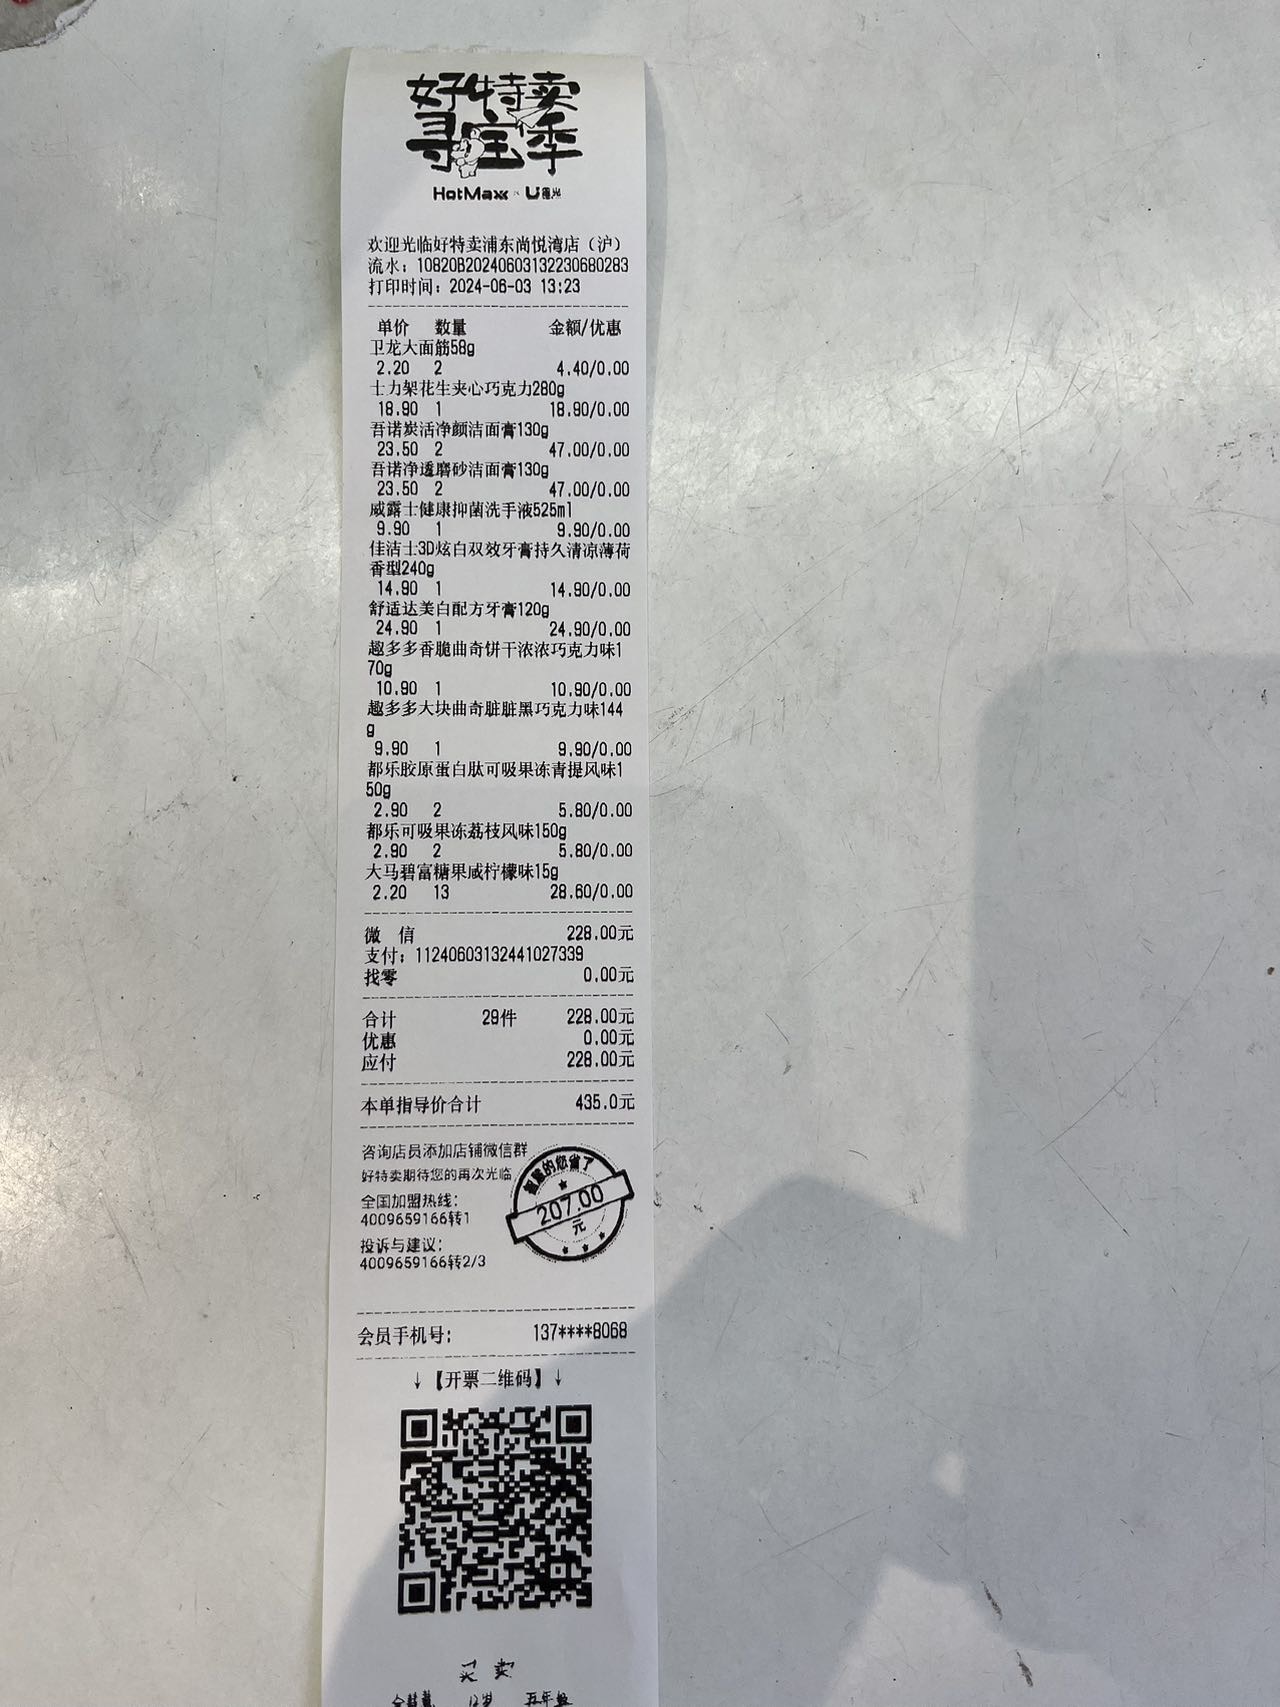 好特卖
寻宝季
HotMaxx × U
欢迎光临好特卖浦东尚悦湾店（沪）
流水：10820B20240603132230680283
打印时间：2024-06-03 13:23
单价 数量 金额/优惠
卫龙大面筋58g
2.20 2 4.40/0.00
士力架花生夹心巧克力280g
18.90 1 18.90/0.00
吾诺炭活净颜洁面膏130g
23.50 2 47.00/0.00
吾诺净透磨砂洁面膏130g
23.50 2 47.00/0.00
威露士健康抑菌洗手液525ml
9.90 1 9.90/0.00
佳洁士3D炫白双效牙膏持久清凉薄荷
香型240g
14.90 1 14.90/0.00
舒适达美白配方牙膏120g
24.90 1 24.90/0.00
趣多多香脆曲奇饼干浓浓巧克力味1
70g
10.90 1 10.90/0.00
趣多多大块曲奇脏脏黑巧克力味144
g
9.90 1 9.90/0.00
都乐胶原蛋白肽可吸果冻青提风味1
50g
2.90 2 5.80/0.00
都乐可吸果冻荔枝风味150g
2.90 2 5.80/0.00
大马碧富糖果咸柠檬味15g
2.20 13 28.60/0.00
微 信 228.00元
支付：11240603132441027339
找零 0.00元
合计 29件 228.00元
优惠 0.00元
应付 228.00元
本单指导价合计 435.0元
咨询店员添加店铺微信群
好特卖期待您的再次光临
全国加盟热线：
4009659166转1
投诉与建议：
4009659166转2/3
的您省了
207.00
元
会员手机号： 137****8068
↓【开票二维码】↓
买 卖
12岁 五年级